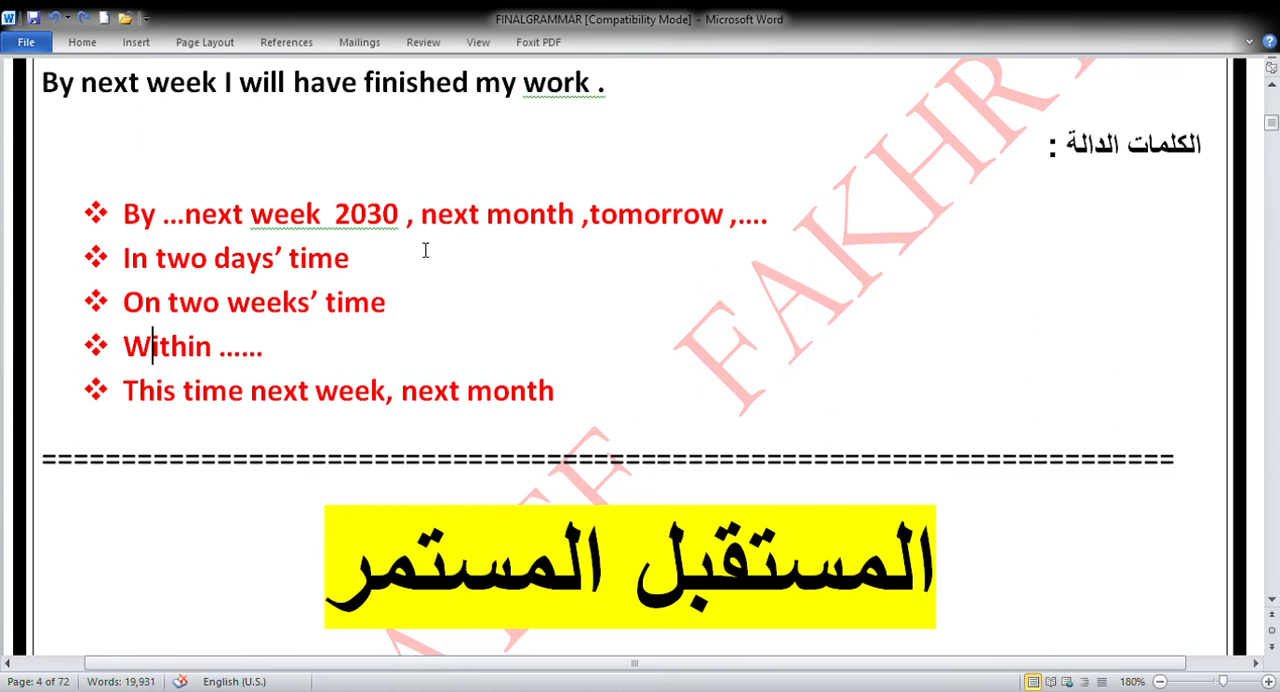 FINALGRAMMAR [Compatibility Mode] - Microsoft Word
File Home Insert Page Layout References Mailings Review View Foxit PDF
By next week I will have finished my work .
الكلمات الدالة :
❖ By ...next week 2030 , next month ,tomorrow ,....
❖ In two days’ time
❖ On two weeks’ time
❖ Within ......
❖ This time next week, next month
==========================================================================
المستقبل المستمر
FAKHR
Page: 4 of 72 Words: 19,931 English (U.S.) 180%